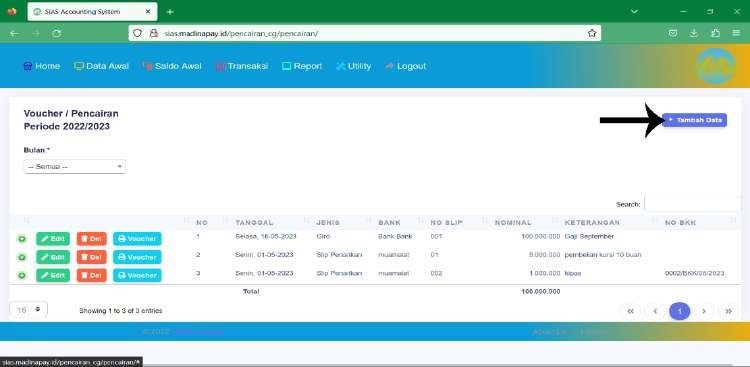 SIAS Accounting System
sias.madinapay.id/pencairan_cg/pencairan/
Home Data Awal Saldo Awal Transaksi Report Utility Logout
Voucher / Pencairan
Periode 2022/2023
+ Tambah Data
Bulan *
-- Semua --
Search:
NO TANGGAL JENIS BANK NO SLIP NOMINAL KETERANGAN NO BKK
Edit Del Voucher 1 Selasa, 16-05-2023 Giro Bank Bank 001 100.000.000 Gaji September
Edit Del Voucher 2 Senin, 01-05-2023 Slip Penarikan muamalat 01 5.000.000 pembelian kursi 10 buah
Edit Del Voucher 3 Senin, 01-05-2023 Slip Penarikan muamalat 002 1.000.000 kipas 0002/BKK/05/2023
Total 100.000.000
15 Showing 1 to 3 of 3 entries « ‹ 1 › »
© 2022
sias.madinapay.id/pencairan_cg/pencairan/#